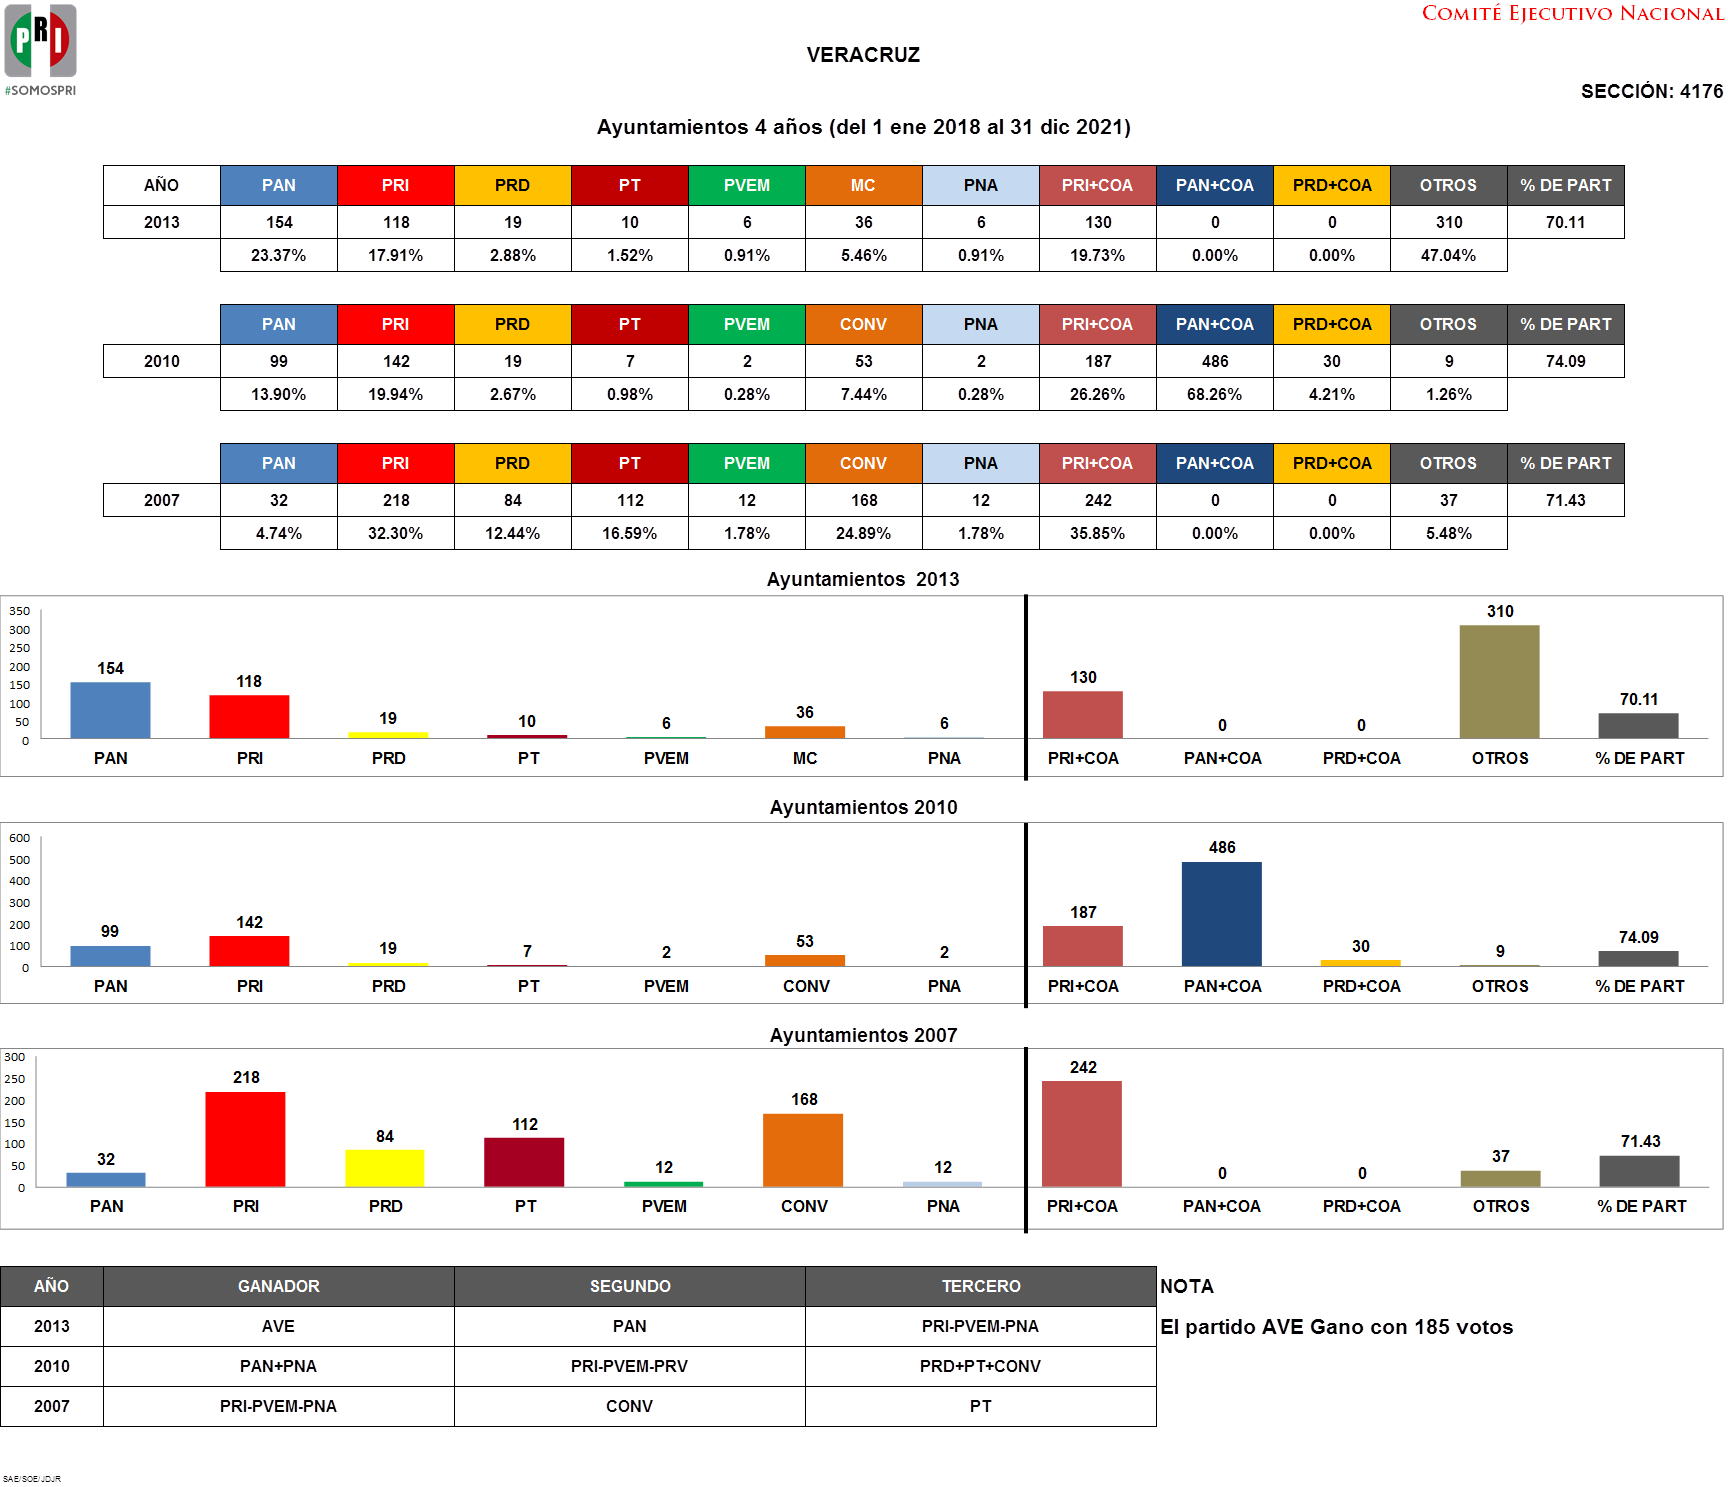 PRI
#SOMOSPRI
COMITÉ EJECUTIVO NACIONAL
VERACRUZ
SECCIÓN: 4176
Ayuntamientos 4 años (del 1 ene 2018 al 31 dic 2021)
AÑO PAN PRI PRD PT PVEM MC PNA PRI+COA PAN+COA PRD+COA OTROS % DE PART
2013 154 118 19 10 6 36 6 130 0 0 310 70.11
23.37% 17.91% 2.88% 1.52% 0.91% 5.46% 0.91% 19.73% 0.00% 0.00% 47.04%
PAN PRI PRD PT PVEM CONV PNA PRI+COA PAN+COA PRD+COA OTROS % DE PART
2010 99 142 19 7 2 53 2 187 486 30 9 74.09
13.90% 19.94% 2.67% 0.98% 0.28% 7.44% 0.28% 26.26% 68.26% 4.21% 1.26%
PAN PRI PRD PT PVEM CONV PNA PRI+COA PAN+COA PRD+COA OTROS % DE PART
2007 32 218 84 112 12 168 12 242 0 0 37 71.43
4.74% 32.30% 12.44% 16.59% 1.78% 24.89% 1.78% 35.85% 0.00% 0.00% 5.48%
Ayuntamientos 2013
350
300
250
200
150
100
50
0
154 118 19 10 6 36 6 130 0 0 310 70.11
PAN PRI PRD PT PVEM MC PNA PRI+COA PAN+COA PRD+COA OTROS % DE PART
Ayuntamientos 2010
600
500
400
300
200
100
0
99 142 19 7 2 53 2 187 486 30 9 74.09
PAN PRI PRD PT PVEM CONV PNA PRI+COA PAN+COA PRD+COA OTROS % DE PART
Ayuntamientos 2007
300
250
200
150
100
50
0
32 218 84 112 12 168 12 242 0 0 37 71.43
PAN PRI PRD PT PVEM CONV PNA PRI+COA PAN+COA PRD+COA OTROS % DE PART
AÑO GANADOR SEGUNDO TERCERO NOTA
2013 AVE PAN PRI-PVEM-PNA El partido AVE Gano con 185 votos
2010 PAN+PNA PRI-PVEM-PRV PRD+PT+CONV
2007 PRI-PVEM-PNA CONV PT
SAE/SOE/JDJR